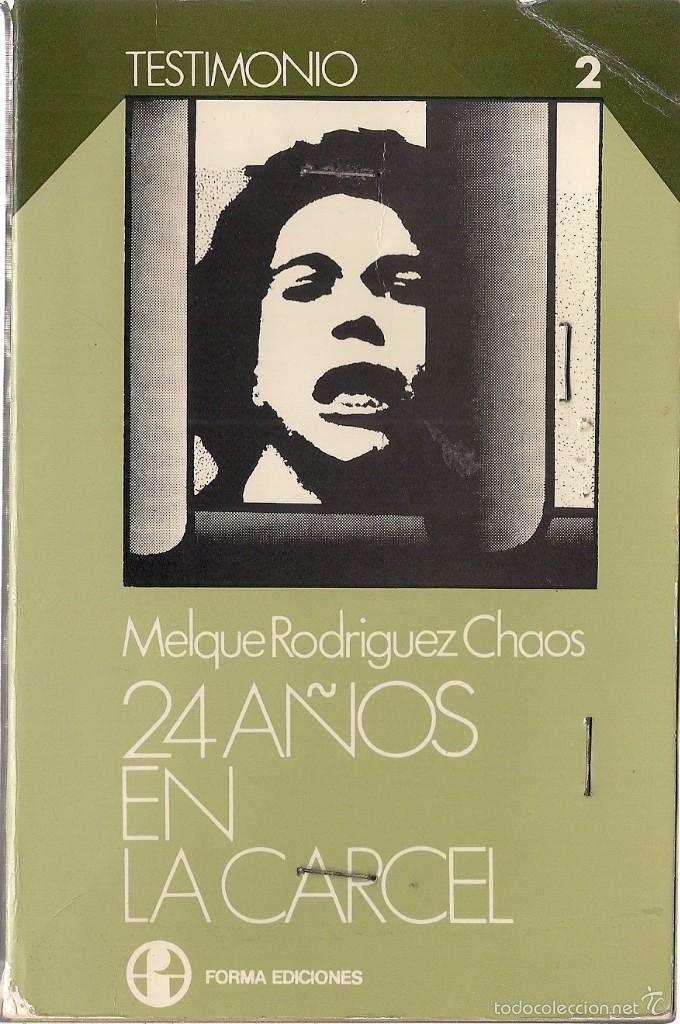 TESTIMONIO 2
Melque Rodriguez Chaos
24 AÑOS
EN
LA CARCEL
FORMA EDICIONES
todocoleccion.net